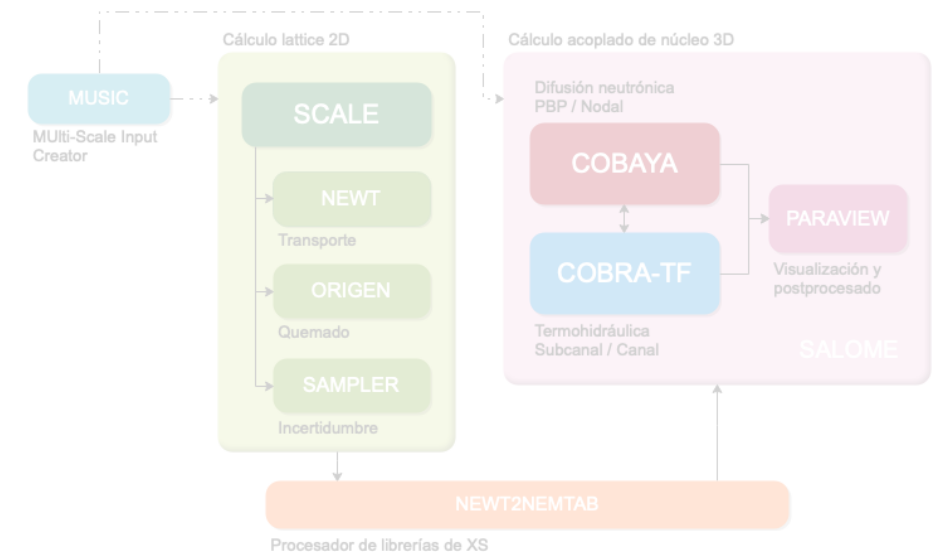 Cálculo lattice 2D
Cálculo acoplado de núcleo 3D
MUSIC
MUlti-Scale Input
Creator
SCALE
NEWT
Transporte
ORIGEN
Quemado
SAMPLER
Incertidumbre
Difusión neutrónica
PBP / Nodal
COBAYA
COBRA-TF
Termohidráulica
Subcanal / Canal
PARAVIEW
Visualización y
postprocesado
SALOME
NEWT2NEMTAB
Procesador de librerías de XS